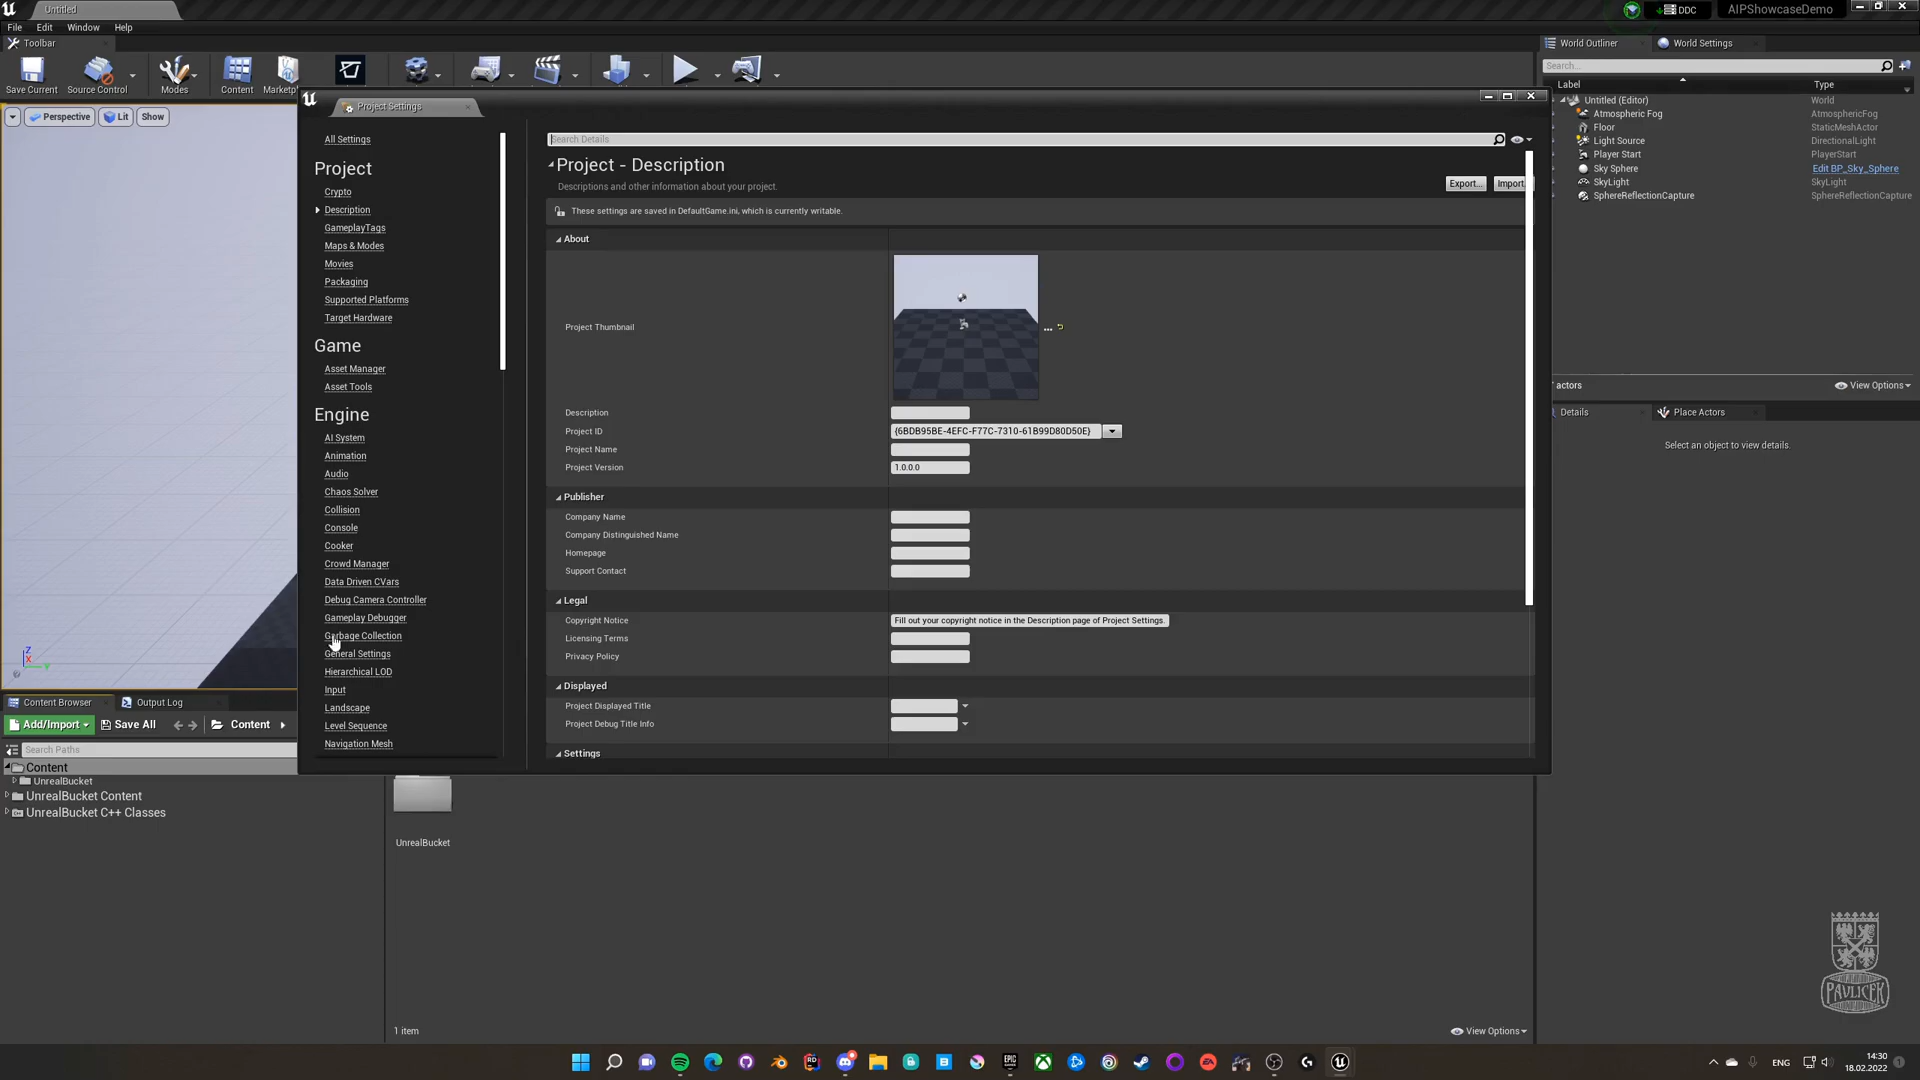 Untitled
DDC
AIPShowcaseDemo
File Edit Window Help
Toolbar
World Outliner
World Settings
Save Current
Source Control
Modes
Content
Marketp
Search...
Label
Type
Untitled (Editor) World
Atmospheric Fog AtmosphericFog
Floor StaticMeshActor
Light Source DirectionalLight
Player Start PlayerStart
Sky Sphere Edit BP_Sky_Sphere
SkyLight SkyLight
SphereReflectionCapture SphereReflectionCapture
actors
View Options
Details
Place Actors
Select an object to view details.
Perspective
Lit
Show
Project Settings
All Settings
Project
Crypto
Description
GameplayTags
Maps & Modes
Movies
Packaging
Supported Platforms
Target Hardware
Game
Asset Manager
Asset Tools
Engine
AI System
Animation
Audio
Chaos Solver
Collision
Console
Cooker
Crowd Manager
Data Driven CVars
Debug Camera Controller
Gameplay Debugger
Garbage Collection
General Settings
Hierarchical LOD
Input
Landscape
Level Sequence
Navigation Mesh
Search Details
Project - Description
Descriptions and other information about your project.
Export...
Import
These settings are saved in DefaultGame.ini, which is currently writable.
About
Project Thumbnail
Description
Project ID {6BDB95BE-4EFC-F77C-7310-61B99D80D50E}
Project Name
Project Version 1.0.0.0
Publisher
Company Name
Company Distinguished Name
Homepage
Support Contact
Legal
Copyright Notice Fill out your copyright notice in the Description page of Project Settings.
Licensing Terms
Privacy Policy
Displayed
Project Displayed Title
Project Debug Title Info
Settings
Z
X
Y
Content Browser
Output Log
Add/Import
Save All
Content
Search Paths
Content
UnrealBucket
UnrealBucket Content
UnrealBucket C++ Classes
UnrealBucket
1 item
View Options
PAVLICEK
ENG
14:30
18.02.2022